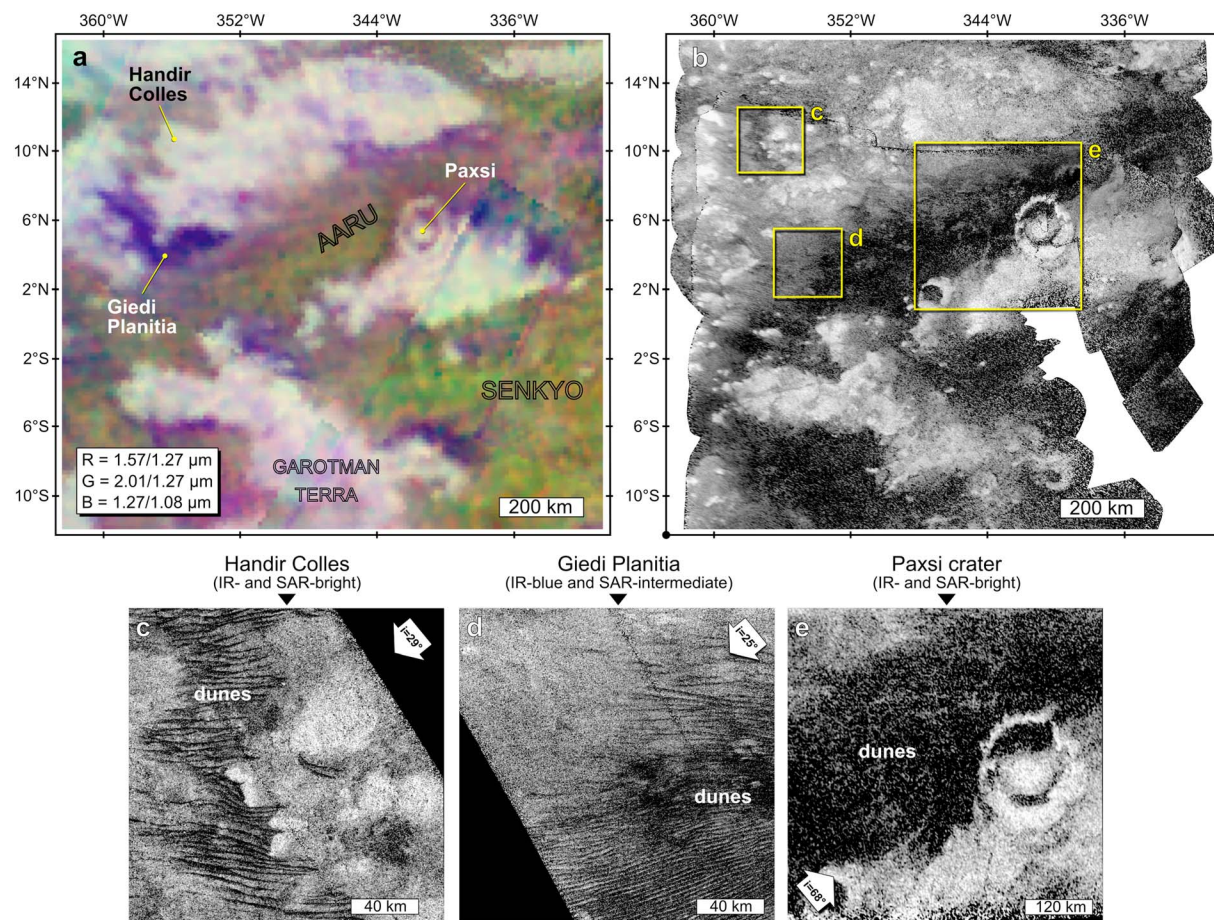 360°W 352°W 344°W 336°W 360°W 352°W 344°W 336°W
a
Handir
Colles
Paxsi
AARU
Giedi
Planitia
SENKYO
GAROTMAN
TERRA
R = 1.57/1.27 µm
G = 2.01/1.27 µm
B = 1.27/1.08 µm
200 km
14°N
10°N
6°N
2°N
2°S
6°S
10°S
b
c
e
d
200 km
14°N
10°N
6°N
2°N
2°S
6°S
10°S
Handir Colles
(IR- and SAR-bright)
Giedi Planitia
(IR-blue and SAR-intermediate)
Paxsi crater
(IR- and SAR-bright)
c
i=29°
dunes
40 km
d
i=25°
dunes
40 km
e
dunes
i=68°
120 km